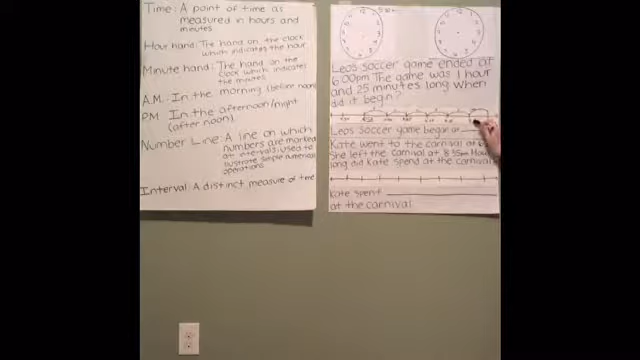 Time: A point of time as
measured in hours and
minutes
Hour hand: The hand on the clock
which indicates the hour.
Minute hand: The hand on the
clock which indicates
the minutes.
A.M.: In the morning (before noon)
PM: In the afternoon/night
(after noon).
Number Line: A line on which
numbers are marked
at intervals, used to
illustrate simple numerical
operations.
Interval: A distinct measure of time
Leos soccer game ended at
6:00pm The game was 1 hour
and 25 minutes long when
did it begin?
Leos soccer game began at
Kate went to the carnival at
She left the carnival at 8:35pm How
long did Kate spend at the carnival?
Kate spent
at the carnival.